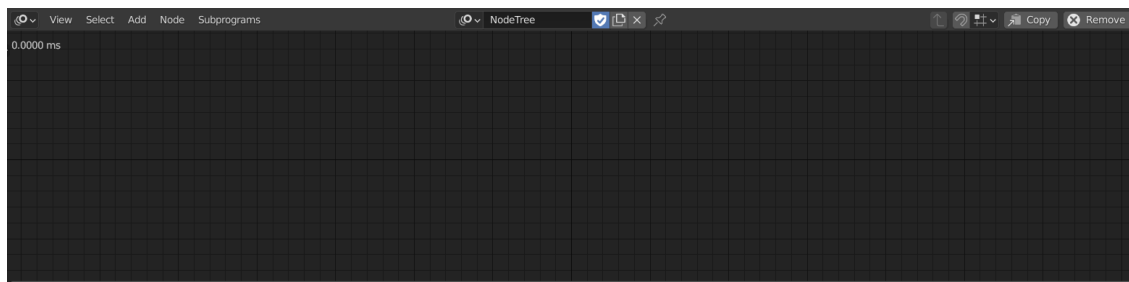 View Select Add Node Subprograms NodeTree Copy Remove
0.0000 ms